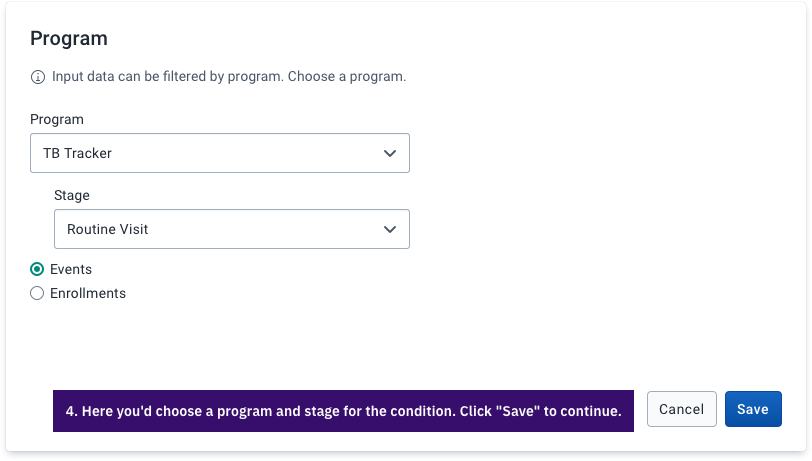 Program
Input data can be filtered by program. Choose a program.
Program
TB Tracker
Stage
Routine Visit
Events
Enrollments
4. Here you'd choose a program and stage for the condition. Click "Save" to continue.
Cancel
Save